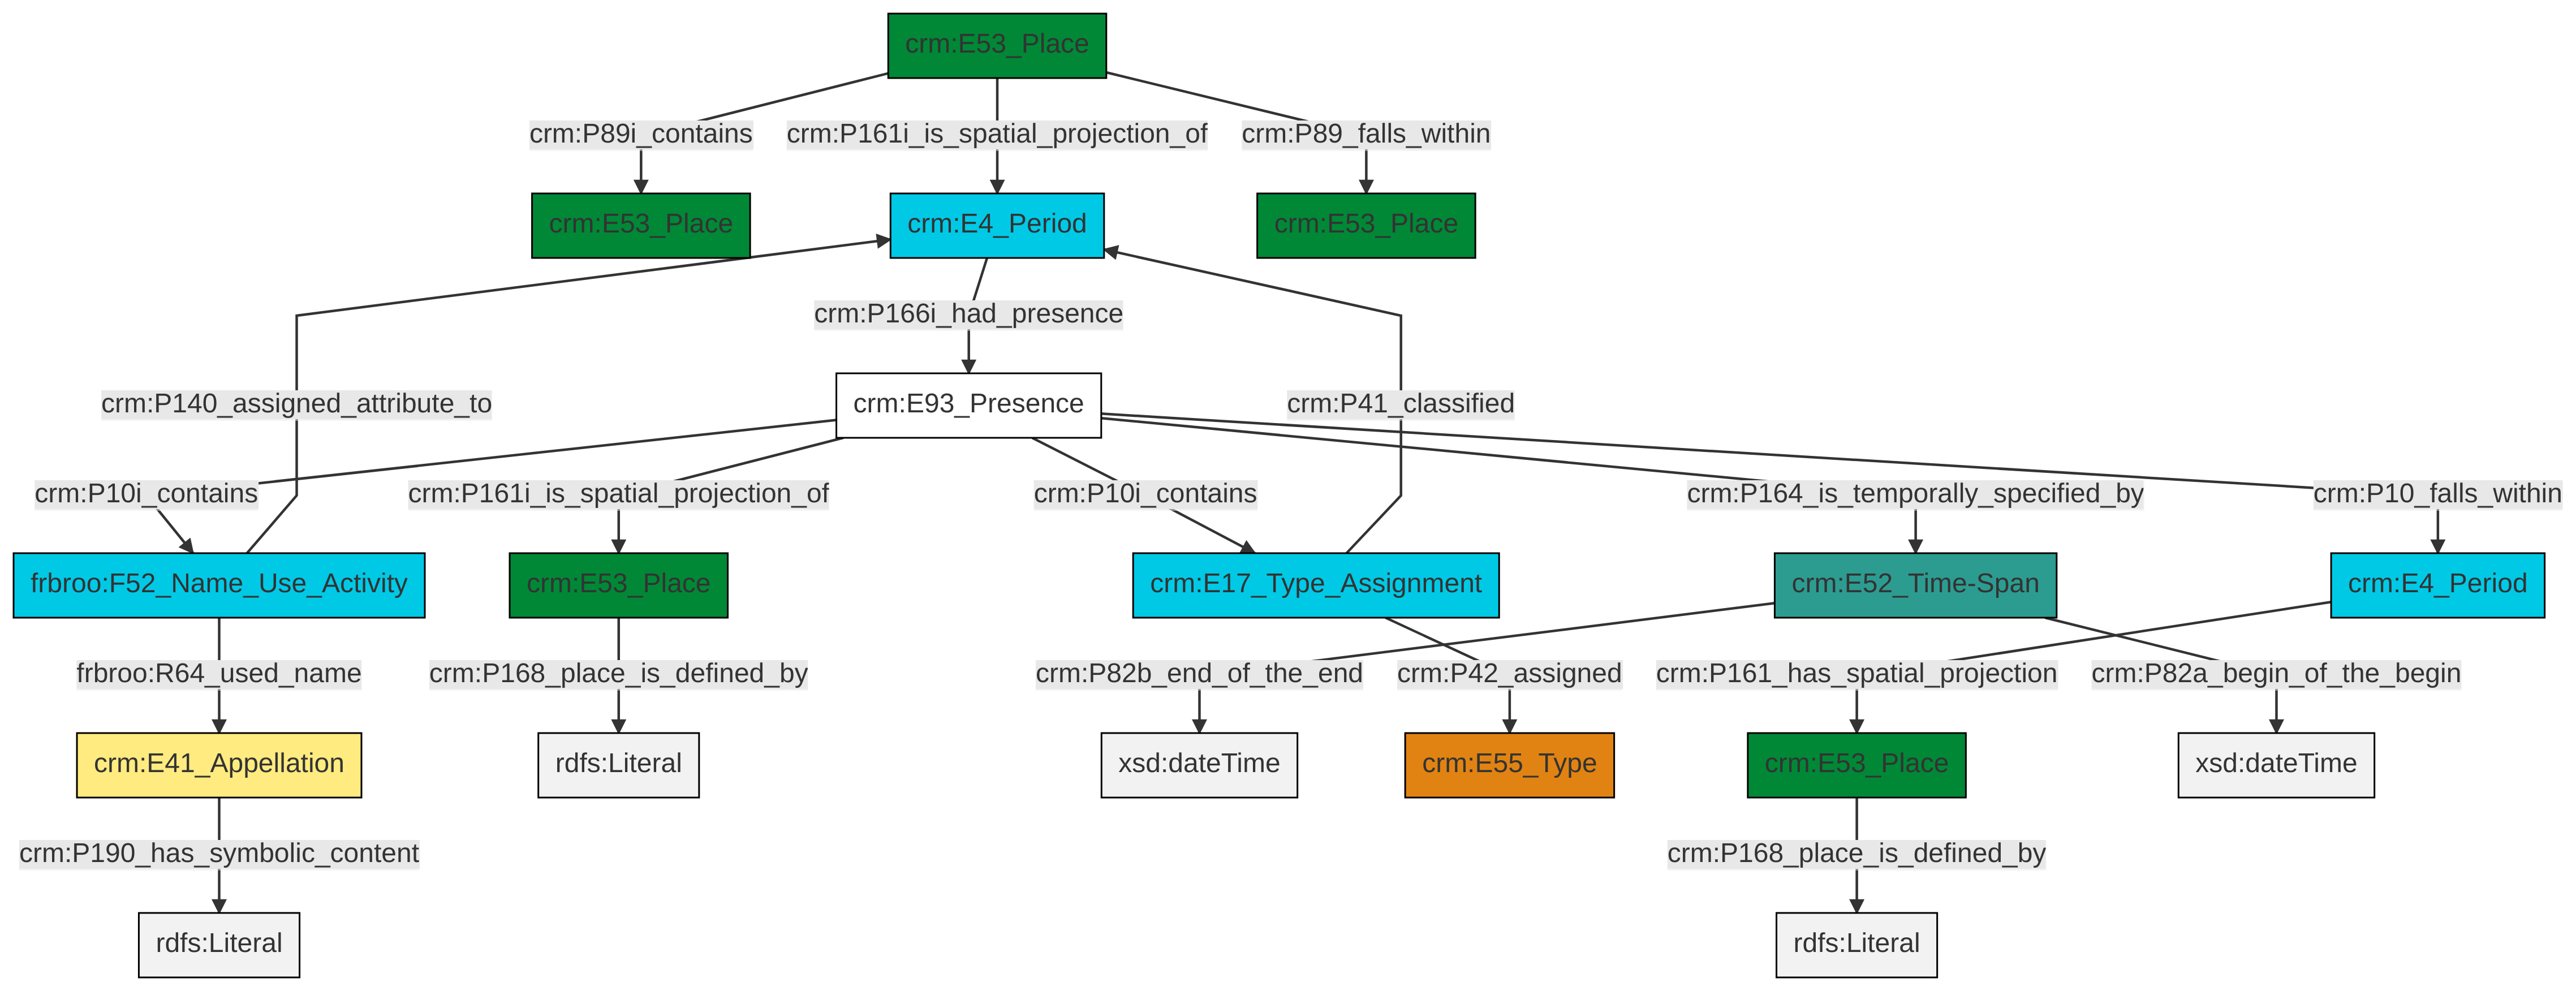 crm:E53_Place
crm:P89i_contains
crm:P161i_is_spatial_projection_of
crm:P89_falls_within
crm:E53_Place
crm:E4_Period
crm:E53_Place
crm:P166i_had_presence
crm:P140_assigned_attribute_to
crm:E93_Presence
crm:P41_classified
crm:P10i_contains
crm:P161i_is_spatial_projection_of
crm:P10i_contains
crm:P164_is_temporally_specified_by
crm:P10_falls_within
frbroo:F52_Name_Use_Activity
crm:E53_Place
crm:E17_Type_Assignment
crm:E52_Time-Span
crm:E4_Period
frbroo:R64_used_name
crm:P168_place_is_defined_by
crm:P82b_end_of_the_end
crm:P42_assigned
crm:P161_has_spatial_projection
crm:P82a_begin_of_the_begin
crm:E41_Appellation
rdfs:Literal
xsd:dateTime
crm:E55_Type
crm:E53_Place
xsd:dateTime
crm:P190_has_symbolic_content
crm:P168_place_is_defined_by
rdfs:Literal
rdfs:Literal